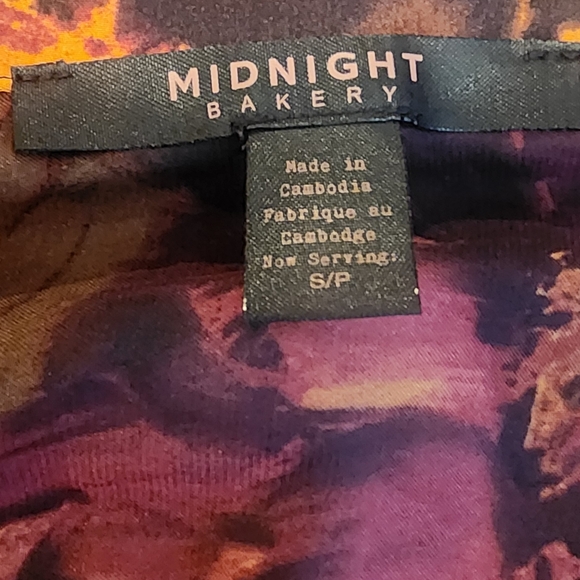 MIDNIGHT
BAKERY
Made in
Cambodia
Fabrique au
Cambodge
Now Serving:
S/P